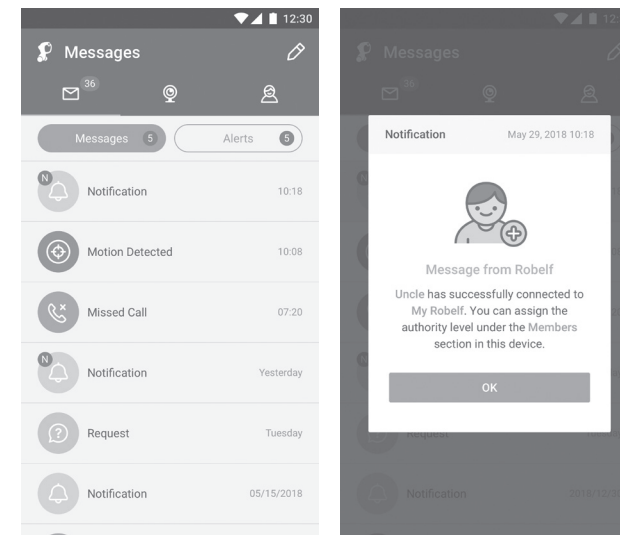 12:30
Messages
36
Messages 5
Alerts 5
N
Notification 10:18
Motion Detected 10:08
Missed Call 07:20
N
Notification Yesterday
Request Tuesday
Notification 05/15/2018
12:
Messages
36
Notification May 29, 2018 10:18
Message from Robelf
Uncle has successfully connected to
My Robelf. You can assign the
authority level under the Members
section in this device.
OK
Request
Notification